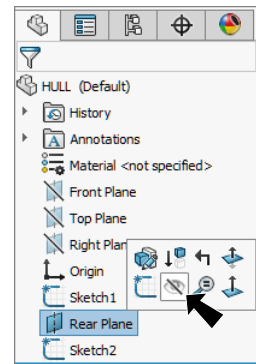 HULL (Default)
History
Annotations
Material <not specified>
Front Plane
Top Plane
Right Plan
Origin
Sketch1
Rear Plane
Sketch2